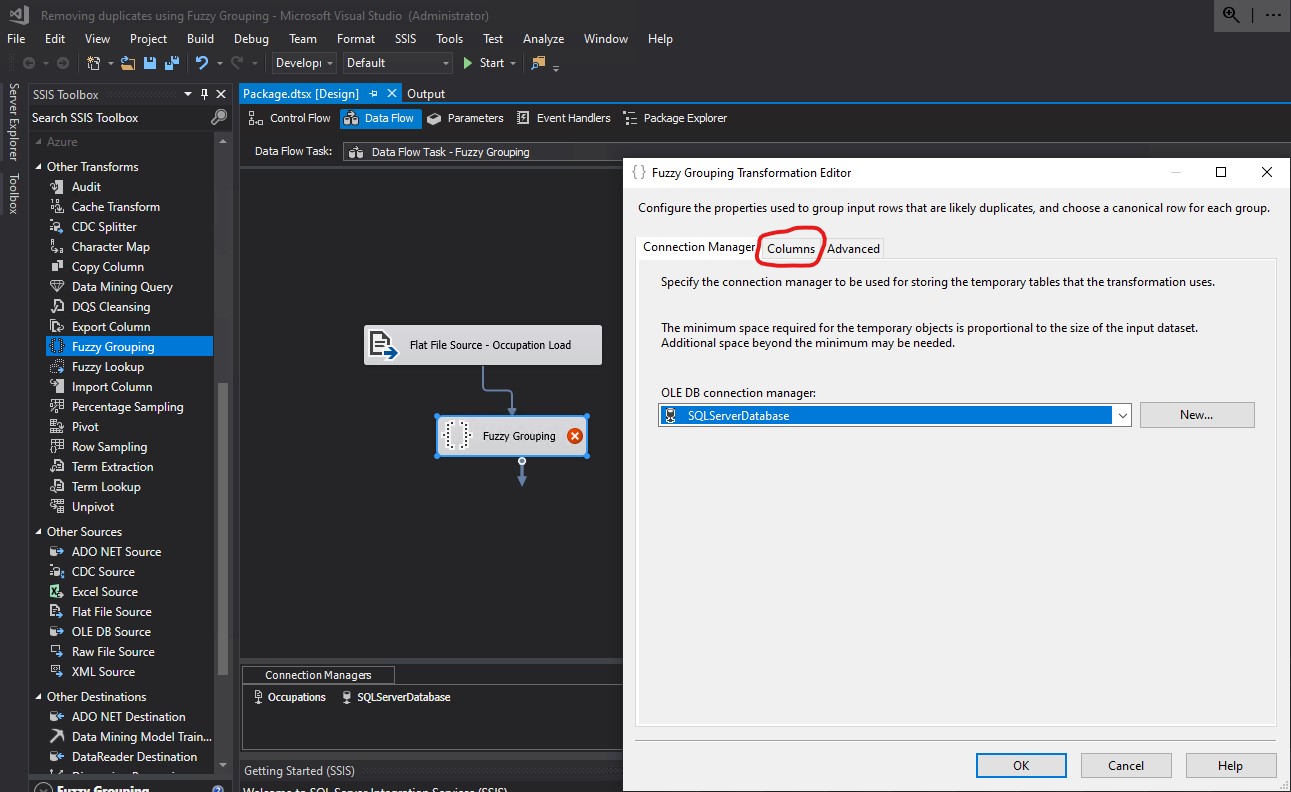 Removing duplicates using Fuzzy Grouping - Microsoft Visual Studio (Administrator)
File Edit View Project Build Debug Team Format SSIS Tools Test Analyze Window Help
Develop Default Start
Server Explorer
Toolbox
SSIS Toolbox
Search SSIS Toolbox
Azure
Other Transforms
Audit
Cache Transform
CDC Splitter
Character Map
Copy Column
Data Mining Query
DQS Cleansing
Export Column
Fuzzy Grouping
Fuzzy Lookup
Import Column
Percentage Sampling
Pivot
Row Sampling
Term Extraction
Term Lookup
Unpivot
Other Sources
ADO NET Source
CDC Source
Excel Source
Flat File Source
OLE DB Source
Raw File Source
XML Source
Other Destinations
ADO NET Destination
Data Mining Model Train...
DataReader Destination
Fuzzy Grouping
Package.dtsx [Design] Output
Control Flow Data Flow Parameters Event Handlers Package Explorer
Data Flow Task: Data Flow Task - Fuzzy Grouping
Flat File Source - Occupation Load
Fuzzy Grouping
Connection Managers
Occupations SQLServerDatabase
Getting Started (SSIS)
Welcome to SQL Server Integration Services (SSIS)
{ } Fuzzy Grouping Transformation Editor
Configure the properties used to group input rows that are likely duplicates, and choose a canonical row for each group.
Connection Manager Columns Advanced
Specify the connection manager to be used for storing the temporary tables that the transformation uses.
The minimum space required for the temporary objects is proportional to the size of the input dataset.
Additional space beyond the minimum may be needed.
OLE DB connection manager:
SQLServerDatabase New...
OK Cancel Help